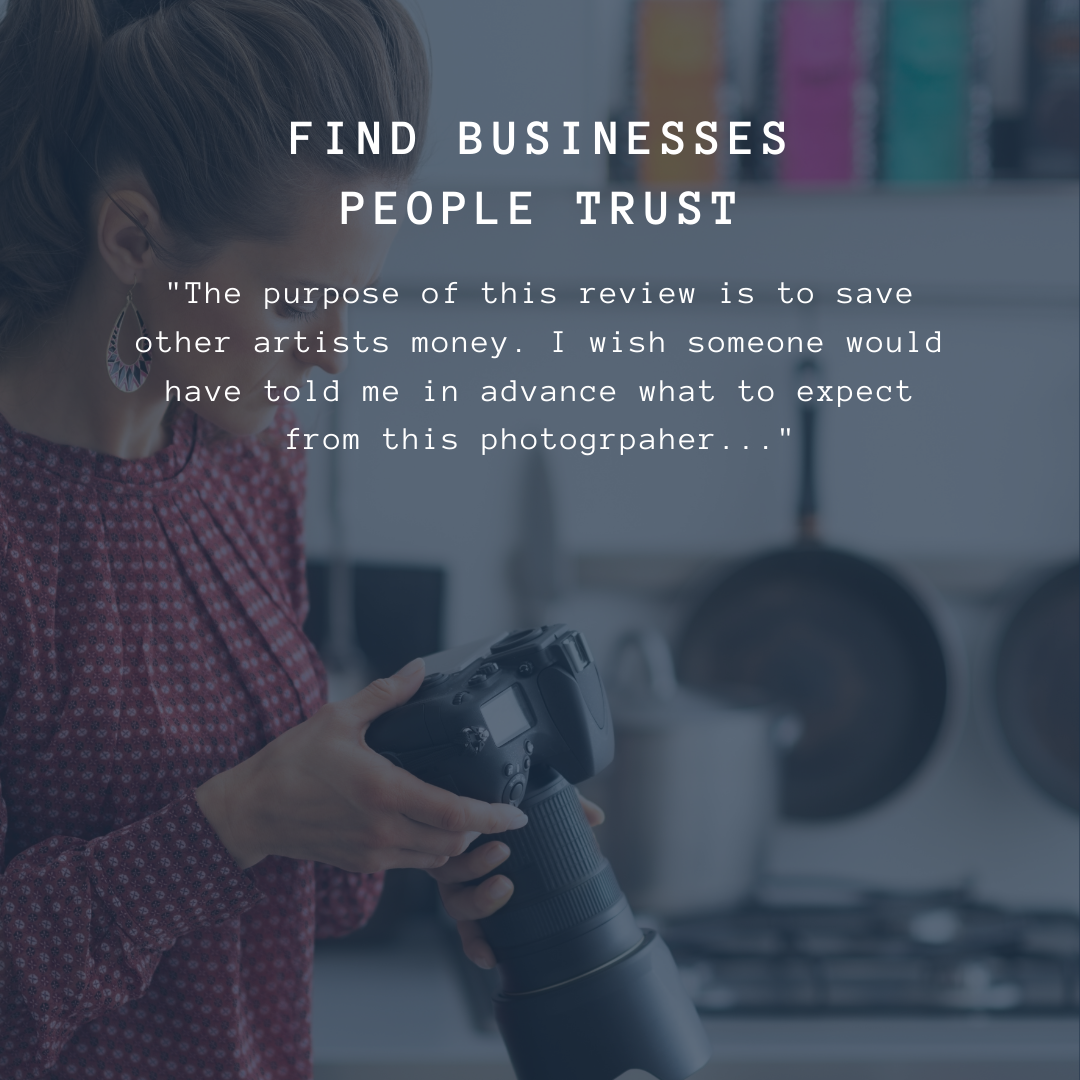 FIND BUSINESSES
PEOPLE TRUST
"The purpose of this review is to save
other artists money. I wish someone would
have told me in advance what to expect
from this photogrpaher..."